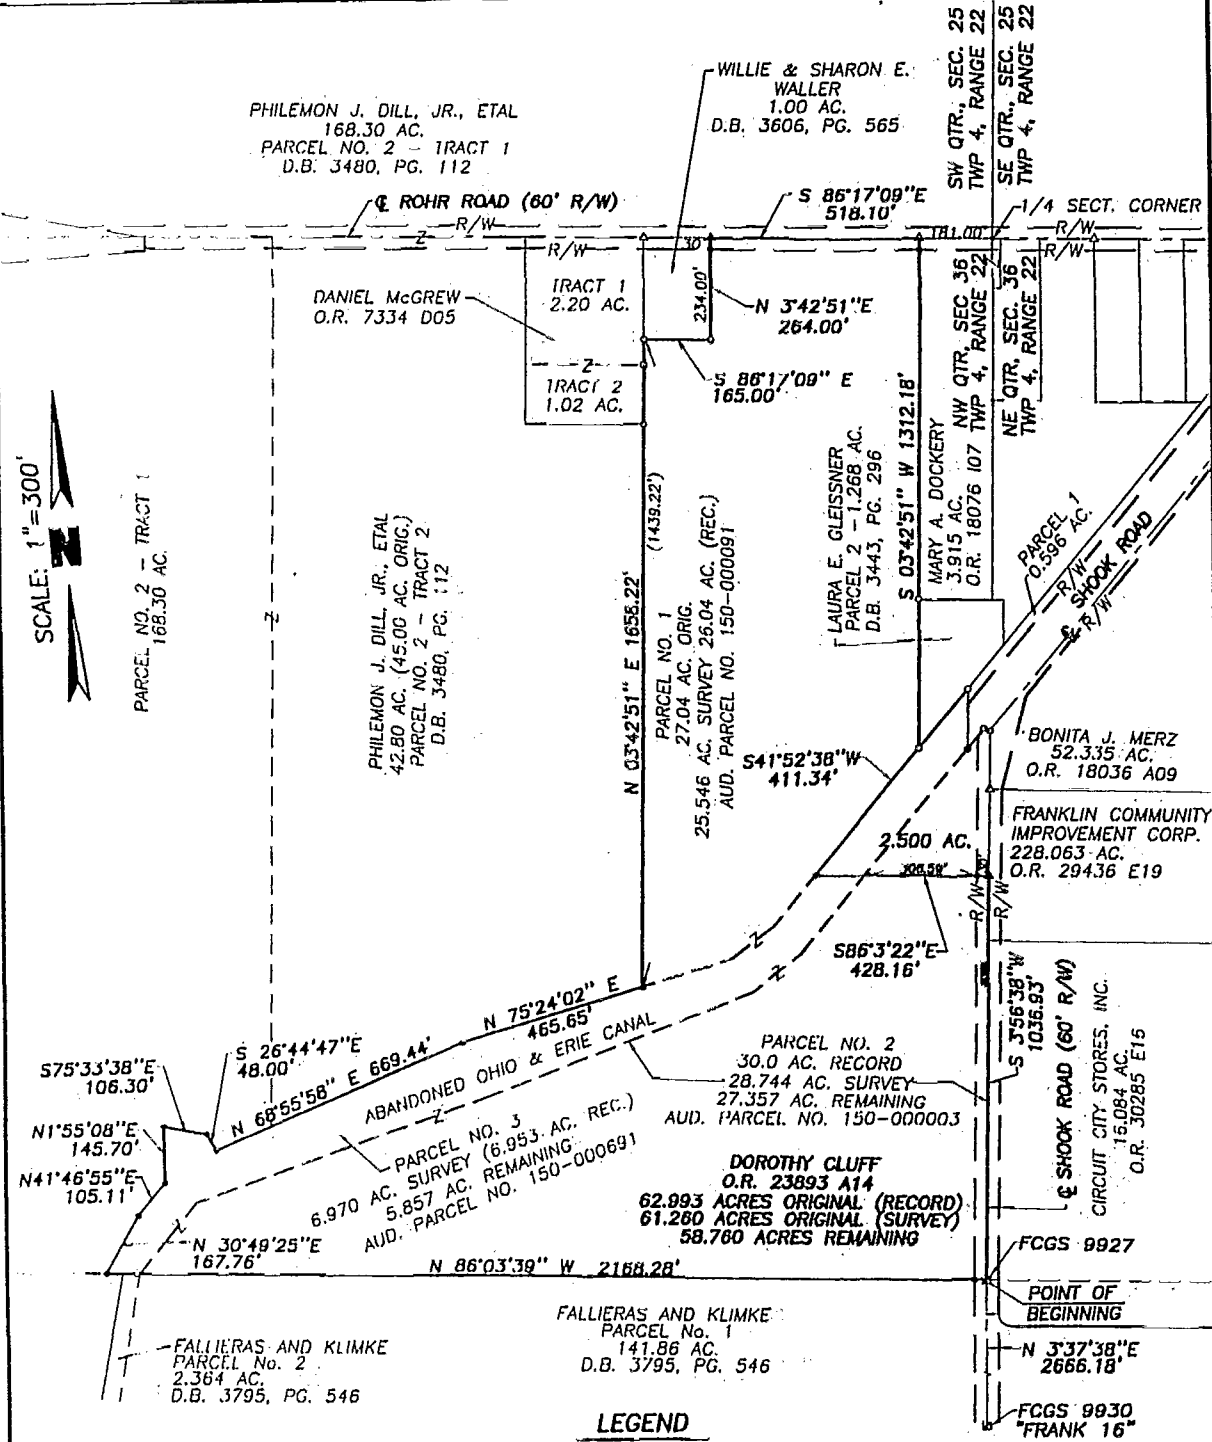 WILLIE & SHARON E.
WALLER
1.00 AC.
D.B. 3606, PG. 565
PHILEMON J. DILL, JR., ETAL
168.30 AC.
PARCEL NO. 2 - TRACT 1
D.B. 3480, PG. 112
SW QTR., SEC. 25
TWP 4, RANGE 22
SE QTR., SEC. 25
TWP 4, RANGE 22
S 86°17'09"E
518.10'
℄ ROHR ROAD (60' R/W)
1/4 SECT. CORNER
R/W
R/W
R/W
R/W
Z
30'
181.00'
DANIEL McGREW
O.R. 7334 D05
TRACT 1
2.20 AC.
234.00'
N 3°42'51"E
264.00'
Z
TRACT 2
1.02 AC.
S 86°17'09" E
165.00'
NW QTR, SEC 36
TWP 4, RANGE 22
NE QTR, SEC. 36
TWP 4, RANGE 22
SCALE: 1"=300'
N
PARCEL NO. 2 - TRACT 1
168.30 AC.
Z
PHILEMON J. DILL, JR., ETAL
42.80 AC. (45.00 AC. ORIG.)
PARCEL NO. 2 - TRACT 2
D.B. 3480, PG. 112
N 03°42'51" E 1658.22'
(1439.22')
PARCEL NO. 1
27.04 AC. ORIG.
25.546 AC. SURVEY 26.04 AC. (REC.)
AUD. PARCEL NO. 150-000091
LAURA E. GLEISSNER
PARCEL 2 - 1.268 AC.
D.B. 3443, PG. 296
S 03°42'51" W 1312.18'
MARY A. DOCKERY
3.915 AC.
O.R. 18076 I07
PARCEL 1
0.596 AC.
R/W
℄ SHOOK ROAD
R/W
BONITA J. MERZ
52.335 AC.
O.R. 18036 A09
S41°52'38"W
411.34'
FRANKLIN COMMUNITY
IMPROVEMENT CORP.
228.063 AC.
O.R. 29436 E19
2.500 AC.
R/W
R/W
S86°3'22"E
428.16'
Z
Z
S 3°56'38"W
1036.93'
℄ SHOOK ROAD (60' R/W)
CIRCUIT CITY STORES, INC.
16.084 AC.
O.R. 30285 E16
N 75°24'02" E
465.65'
S 26°44'47"E
48.00'
S75°33'38"E
106.30'
N 68°55'58" E 669.44'
ABANDONED OHIO & ERIE CANAL
Z
N1°55'08"E
145.70'
N41°46'55"E
105.11'
PARCEL NO. 2
30.0 AC. RECORD
28.744 AC. SURVEY
27.357 AC. REMAINING
AUD. PARCEL NO. 150-000003
PARCEL NO. 3
6.970 AC. SURVEY (6.953 AC. REC.)
5.857 AC. REMAINING
AUD. PARCEL NO. 150-000691
DOROTHY CLUFF
O.R. 23893 A14
62.993 ACRES ORIGINAL (RECORD)
61.260 ACRES ORIGINAL (SURVEY)
58.760 ACRES REMAINING
Z
N 30°49'25"E
167.76'
N 86°03'39" W 2168.28'
FCGS 9927
POINT OF
BEGINNING
FALLIERAS AND KLIMKE
PARCEL No. 1
141.86 AC.
D.B. 3795, PG. 546
FALLIERAS AND KLIMKE
PARCEL No. 2
2.364 AC.
D.B. 3795, PG. 546
N 3°37'38"E
2666.18'
FCGS 9930
"FRANK 16"
LEGEND